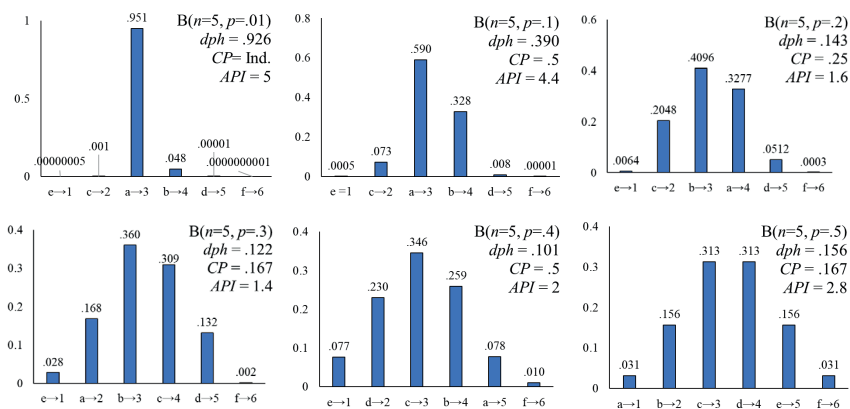 B(n=5, p=.01)
dph = .926
CP= Ind.
API = 5
1
0.5
0
.00000005
.001
.951
.048
.00001
.0000000001
e→1 c→2 a→3 b→4 d→5 f→6
B(n=5, p=.1)
dph = .390
CP = .5
API = 4.4
0.8
0.6
0.4
0.2
0
.0005
.073
.590
.328
.008
.00001
e =1 c→2 a→3 b→4 d→5 f→6
B(n=5, p=.2)
dph = .143
CP = .25
API = 1.6
0.6
0.4
0.2
0
.0064
.2048
.4096
.3277
.0512
.0003
e→1 c→2 b→3 a→4 d→5 f→6
B(n=5, p=.3)
dph = .122
CP = .167
API = 1.4
0.4
0.3
0.2
0.1
0
.028
.168
.360
.309
.132
.002
e→1 a→2 b→3 c→4 d→5 f→6
B(n=5, p=.4)
dph = .101
CP = .5
API = 2
0.4
0.3
0.2
0.1
0
.077
.230
.346
.259
.078
.010
e→1 d→2 c→3 b→4 a→5 f→6
B(n=5, p=.5)
dph = .156
CP = .167
API = 2.8
0.4
0.3
0.2
0.1
0
.031
.156
.313
.313
.156
.031
a→1 b→2 c→3 d→4 e→5 f→6